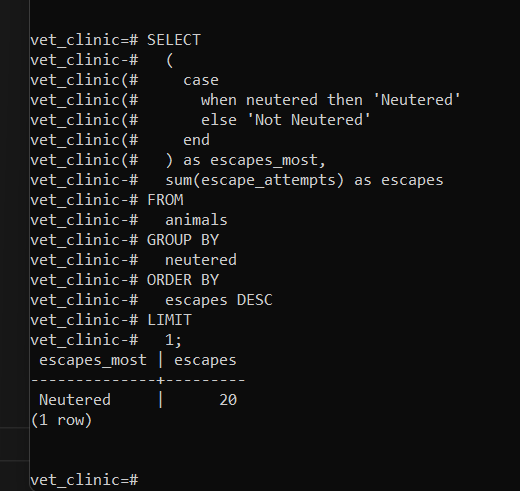 vet_clinic=# SELECT
vet_clinic-#   (
vet_clinic(#     case
vet_clinic(#       when neutered then 'Neutered'
vet_clinic(#       else 'Not Neutered'
vet_clinic(#     end
vet_clinic(#   ) as escapes_most,
vet_clinic-#   sum(escape_attempts) as escapes
vet_clinic-# FROM
vet_clinic-#   animals
vet_clinic-# GROUP BY
vet_clinic-#   neutered
vet_clinic-# ORDER BY
vet_clinic-#   escapes DESC
vet_clinic-# LIMIT
vet_clinic-#   1;
 escapes_most | escapes
--------------+---------
 Neutered     |      20
(1 row)
vet_clinic=#